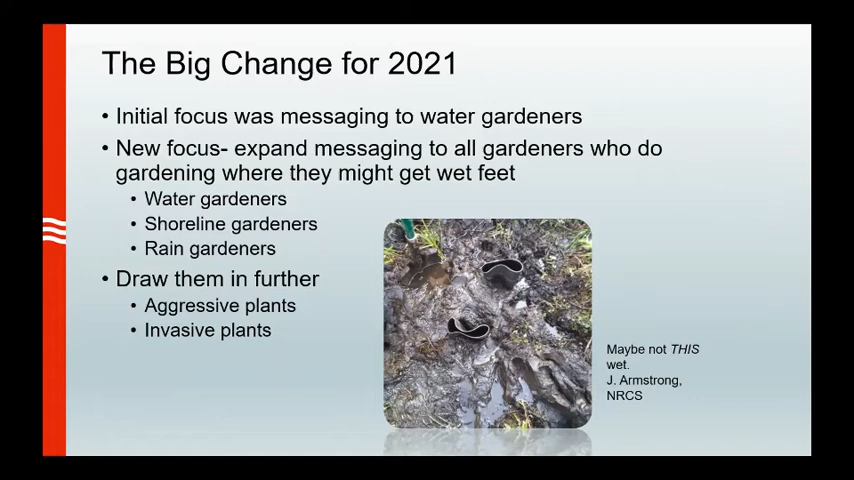 The Big Change for 2021
• Initial focus was messaging to water gardeners
• New focus- expand messaging to all gardeners who do
gardening where they might get wet feet
• Water gardeners
• Shoreline gardeners
• Rain gardeners
• Draw them in further
• Aggressive plants
• Invasive plants
Maybe not THIS
wet.
J. Armstrong,
NRCS